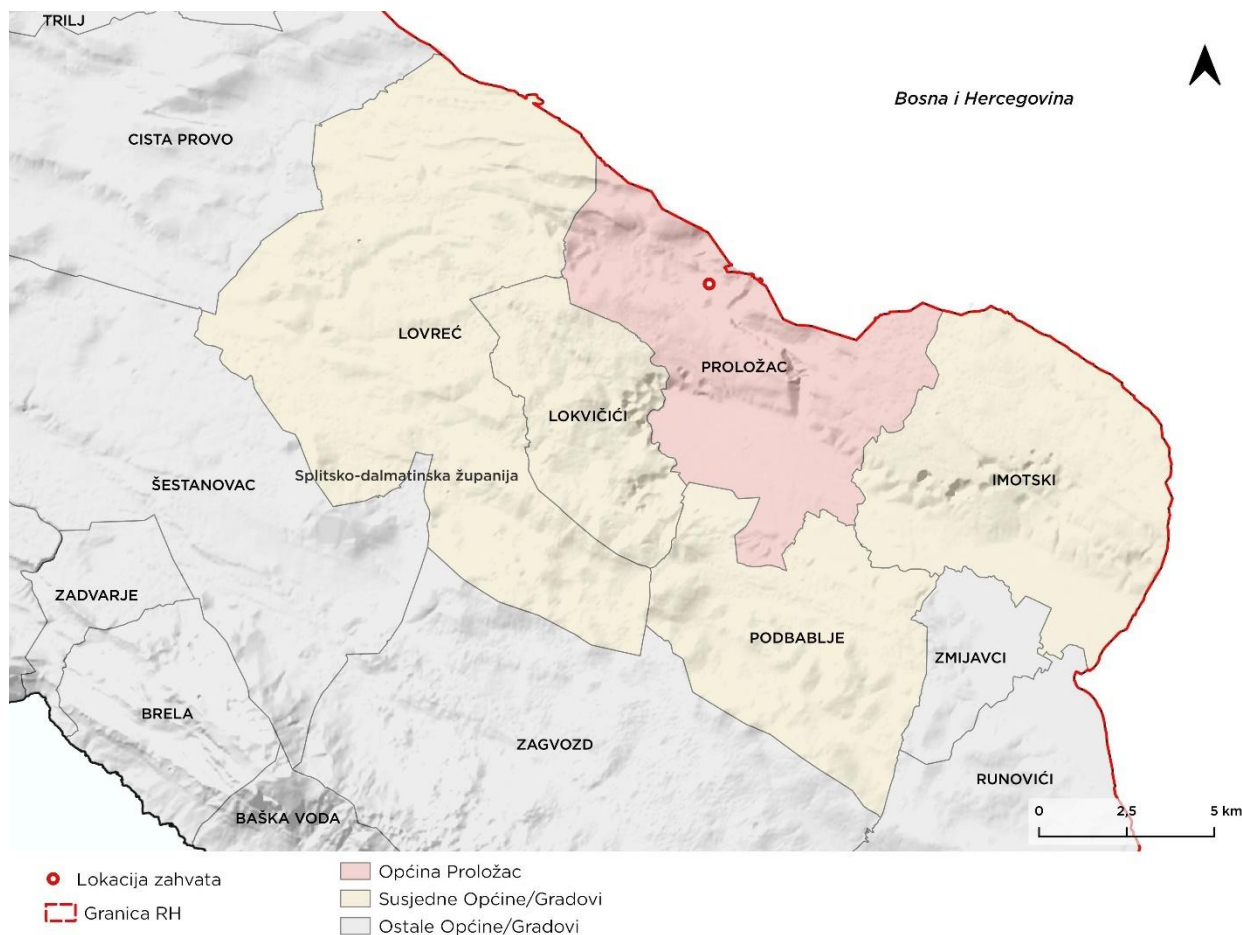 TRILJ
Bosna i Hercegovina
CISTA PROVO
LOVREĆ
PROLOŽAC
LOKVIČIĆI
Splitsko-dalmatinska županija
IMOTSKI
ŠESTANOVAC
ZADVARJE
PODBABLJE
ZMIJAVCI
BRELA
ZAGVOZD
RUNOVIĆI
BAŠKA VODA
0 2,5 5 km
Lokacija zahvata
Granica RH
Općina Proložac
Susjedne Općine/Gradovi
Ostale Općine/Gradovi